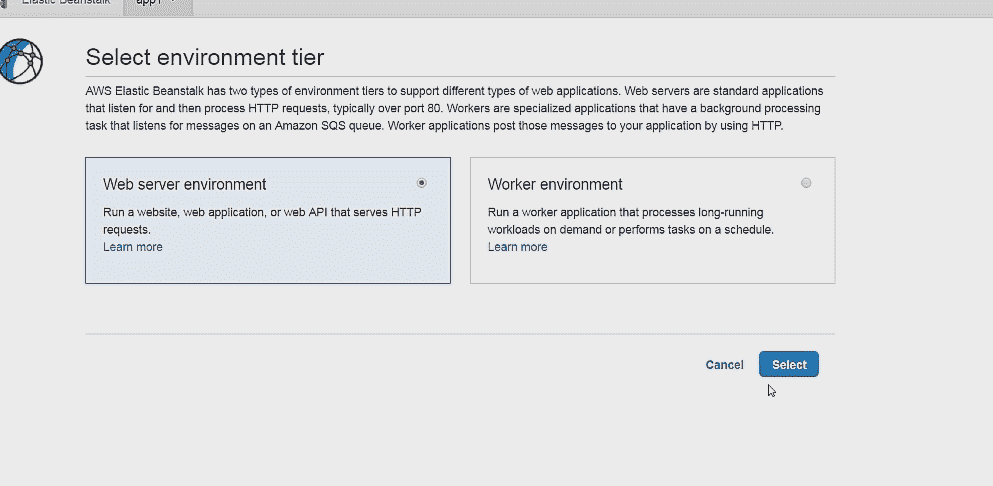 Elastic Beanstalk app1
Select environment tier
AWS Elastic Beanstalk has two types of environment tiers to support different types of web applications. Web servers are standard applications
that listen for and then process HTTP requests, typically over port 80. Workers are specialized applications that have a background processing
task that listens for messages on an Amazon SQS queue. Worker applications post those messages to your application by using HTTP.
Web server environment
Run a website, web application, or web API that serves HTTP
requests.
Learn more
Worker environment
Run a worker application that processes long-running
workloads on demand or performs tasks on a schedule.
Learn more
Cancel Select